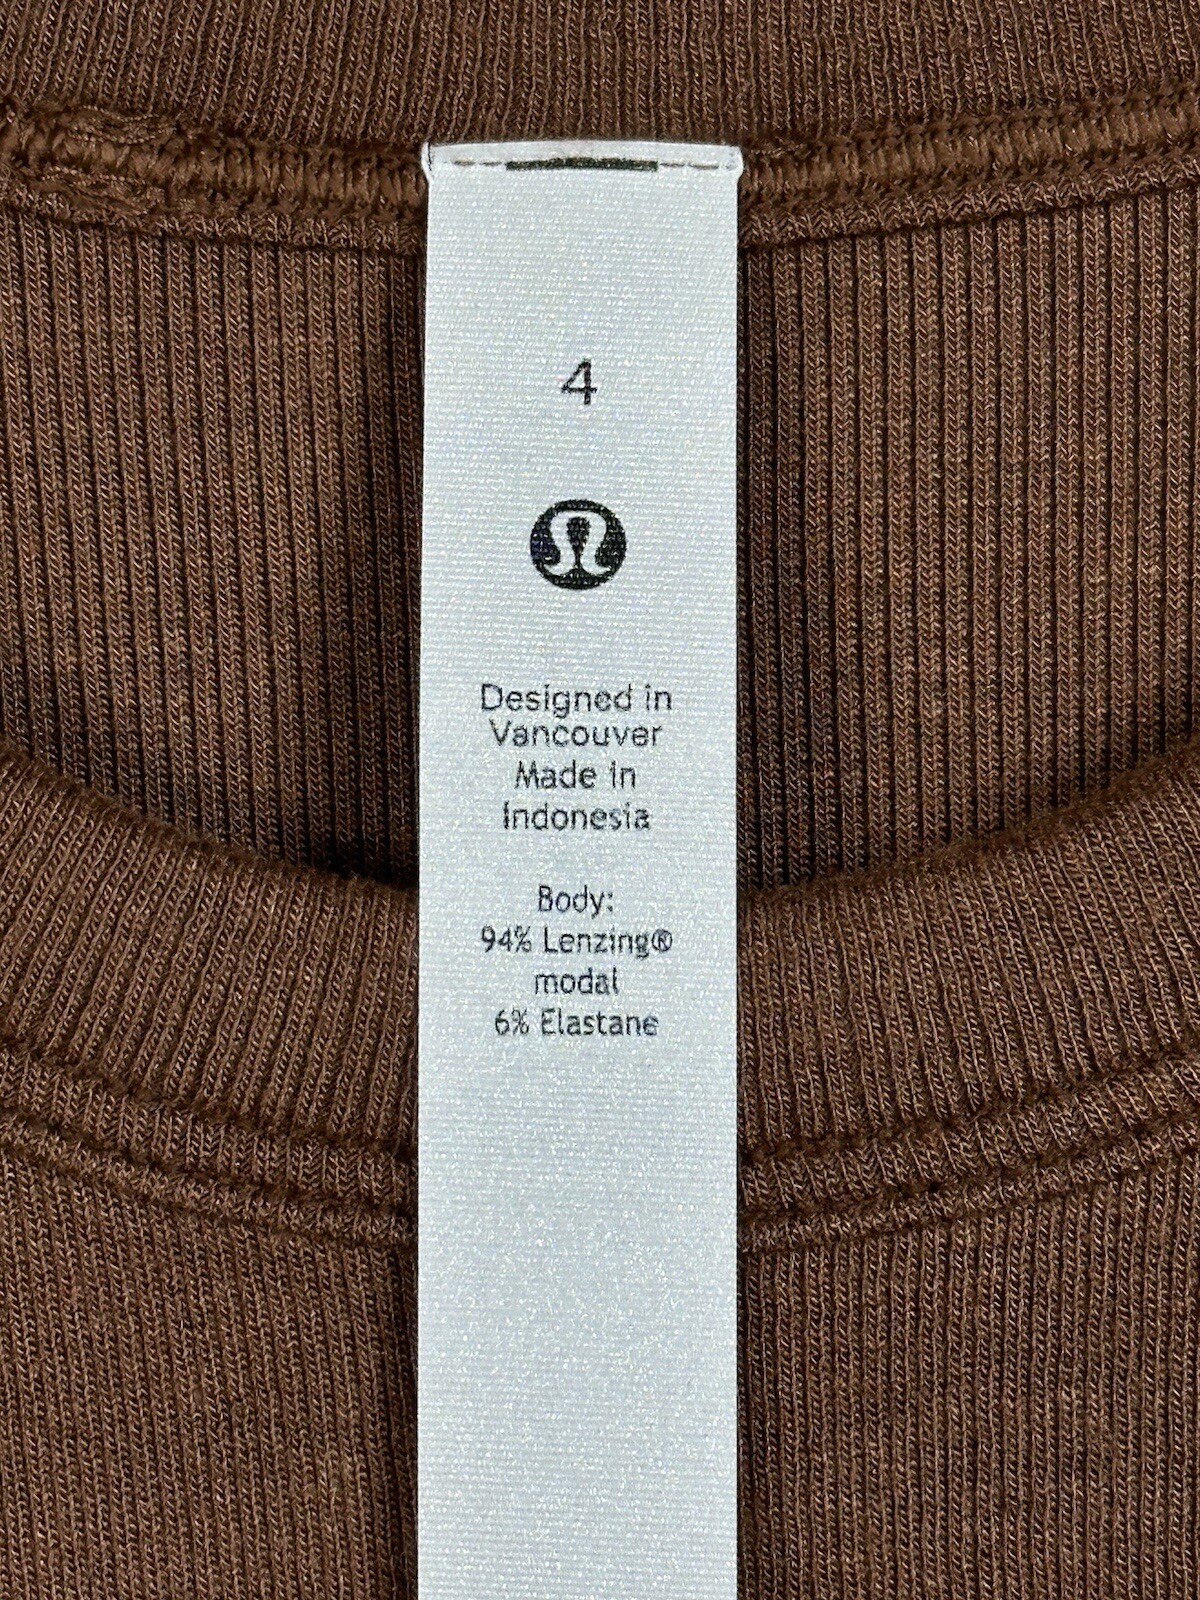 4
Designed in
Vancouver
Made in
Indonesia
Body:
94% Lenzing®
modal
6% Elastane